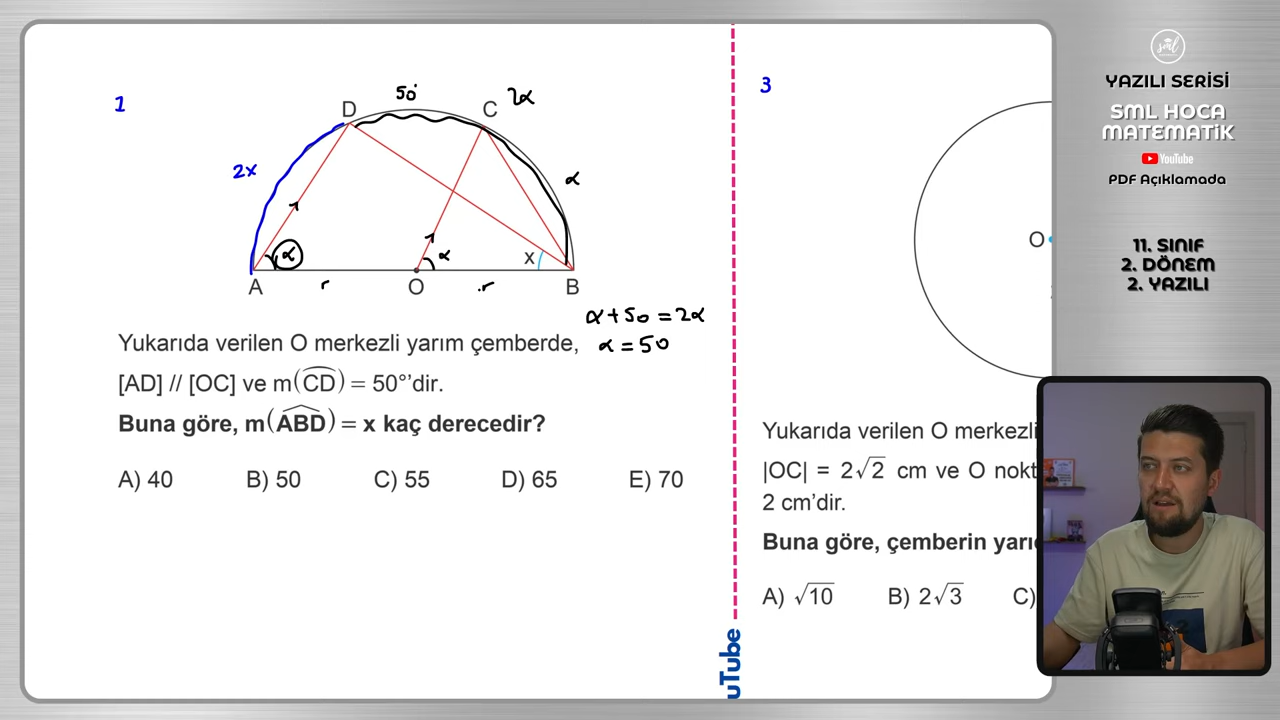 1
50°
D
C
2α
2x
α
α
α
x
A
r
O
r
B
α + 50 = 2α
α = 50
Yukarıda verilen O merkezli yarım çemberde,
[AD] // [OC] ve m(CD) = 50°'dir.
Buna göre, m(ABD) = x kaç derecedir?
A) 40 B) 50 C) 55 D) 65 E) 70
uTube
3
O
Yukarıda verilen O merkezli
|OC| = 2√2 cm ve O nokt
2 cm'dir.
Buna göre, çemberin yarı
A) √10 B) 2√3 C)
sml
YAZILI SERİSİ
SML HOCA
MATEMATİK
YouTube
PDF Açıklamada
11. SINIF
2. DÖNEM
2. YAZILI